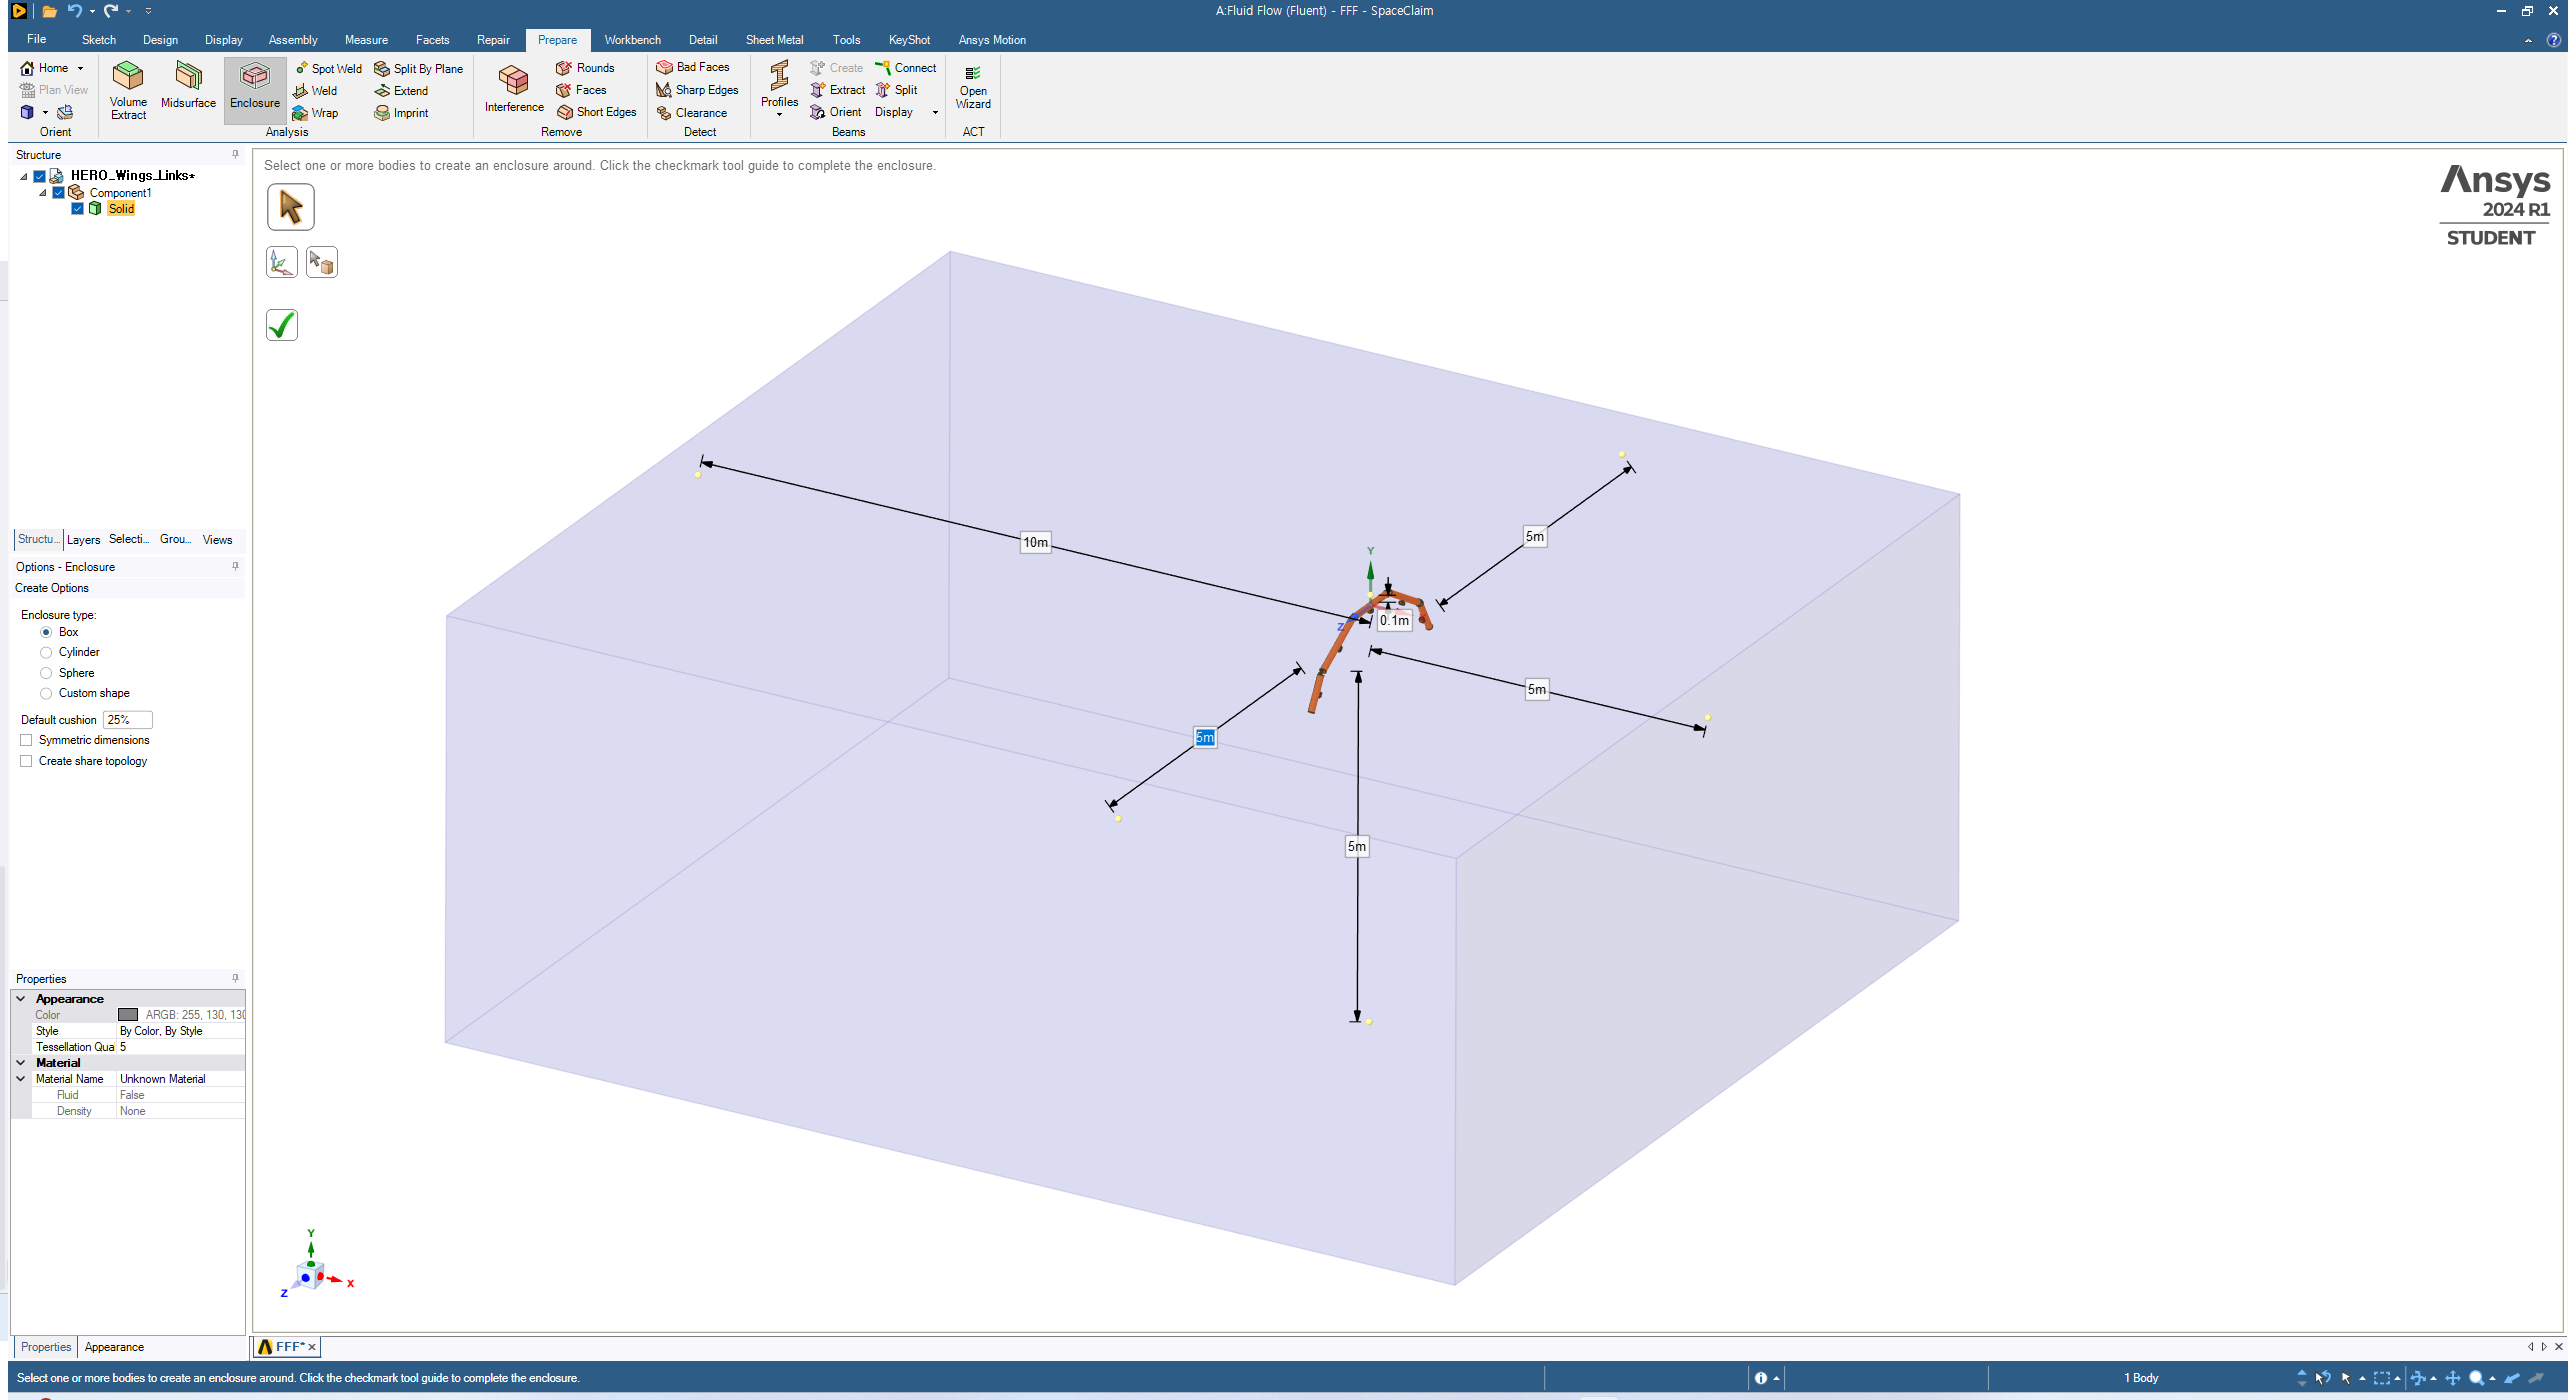 A:Fluid Flow (Fluent) - FFF - SpaceClaim
File Sketch Design Display Assembly Measure Facets Repair Prepare Workbench Detail Sheet Metal Tools KeyShot Ansys Motion
Home
Plan View
Orient
Volume Extract
Midsurface
Enclosure
Spot Weld
Weld
Wrap
Split By Plane
Extend
Imprint
Analysis
Interference
Rounds
Faces
Short Edges
Remove
Bad Faces
Sharp Edges
Clearance
Detect
Profiles
Create
Extract
Orient
Connect
Split
Display
Beams
Open Wizard
ACT
Structure
HERO_Wings_Links*
Component1
Solid
Structu... Layers Selecti... Grou... Views
Options - Enclosure
Create Options
Enclosure type:
Box
Cylinder
Sphere
Custom shape
Default cushion 25%
Symmetric dimensions
Create share topology
Properties
Appearance
Color ARGB: 255, 130, 130
Style By Color, By Style
Tessellation Qua 5
Material
Material Name Unknown Material
Fluid False
Density None
Properties Appearance
Select one or more bodies to create an enclosure around. Click the checkmark tool guide to complete the enclosure.
Ansys
2024 R1
STUDENT
10m
5m
Y
0.1m
Z
5m
5m
5m
Y
X
Z
FFF*
Select one or more bodies to create an enclosure around. Click the checkmark tool guide to complete the enclosure.
1 Body